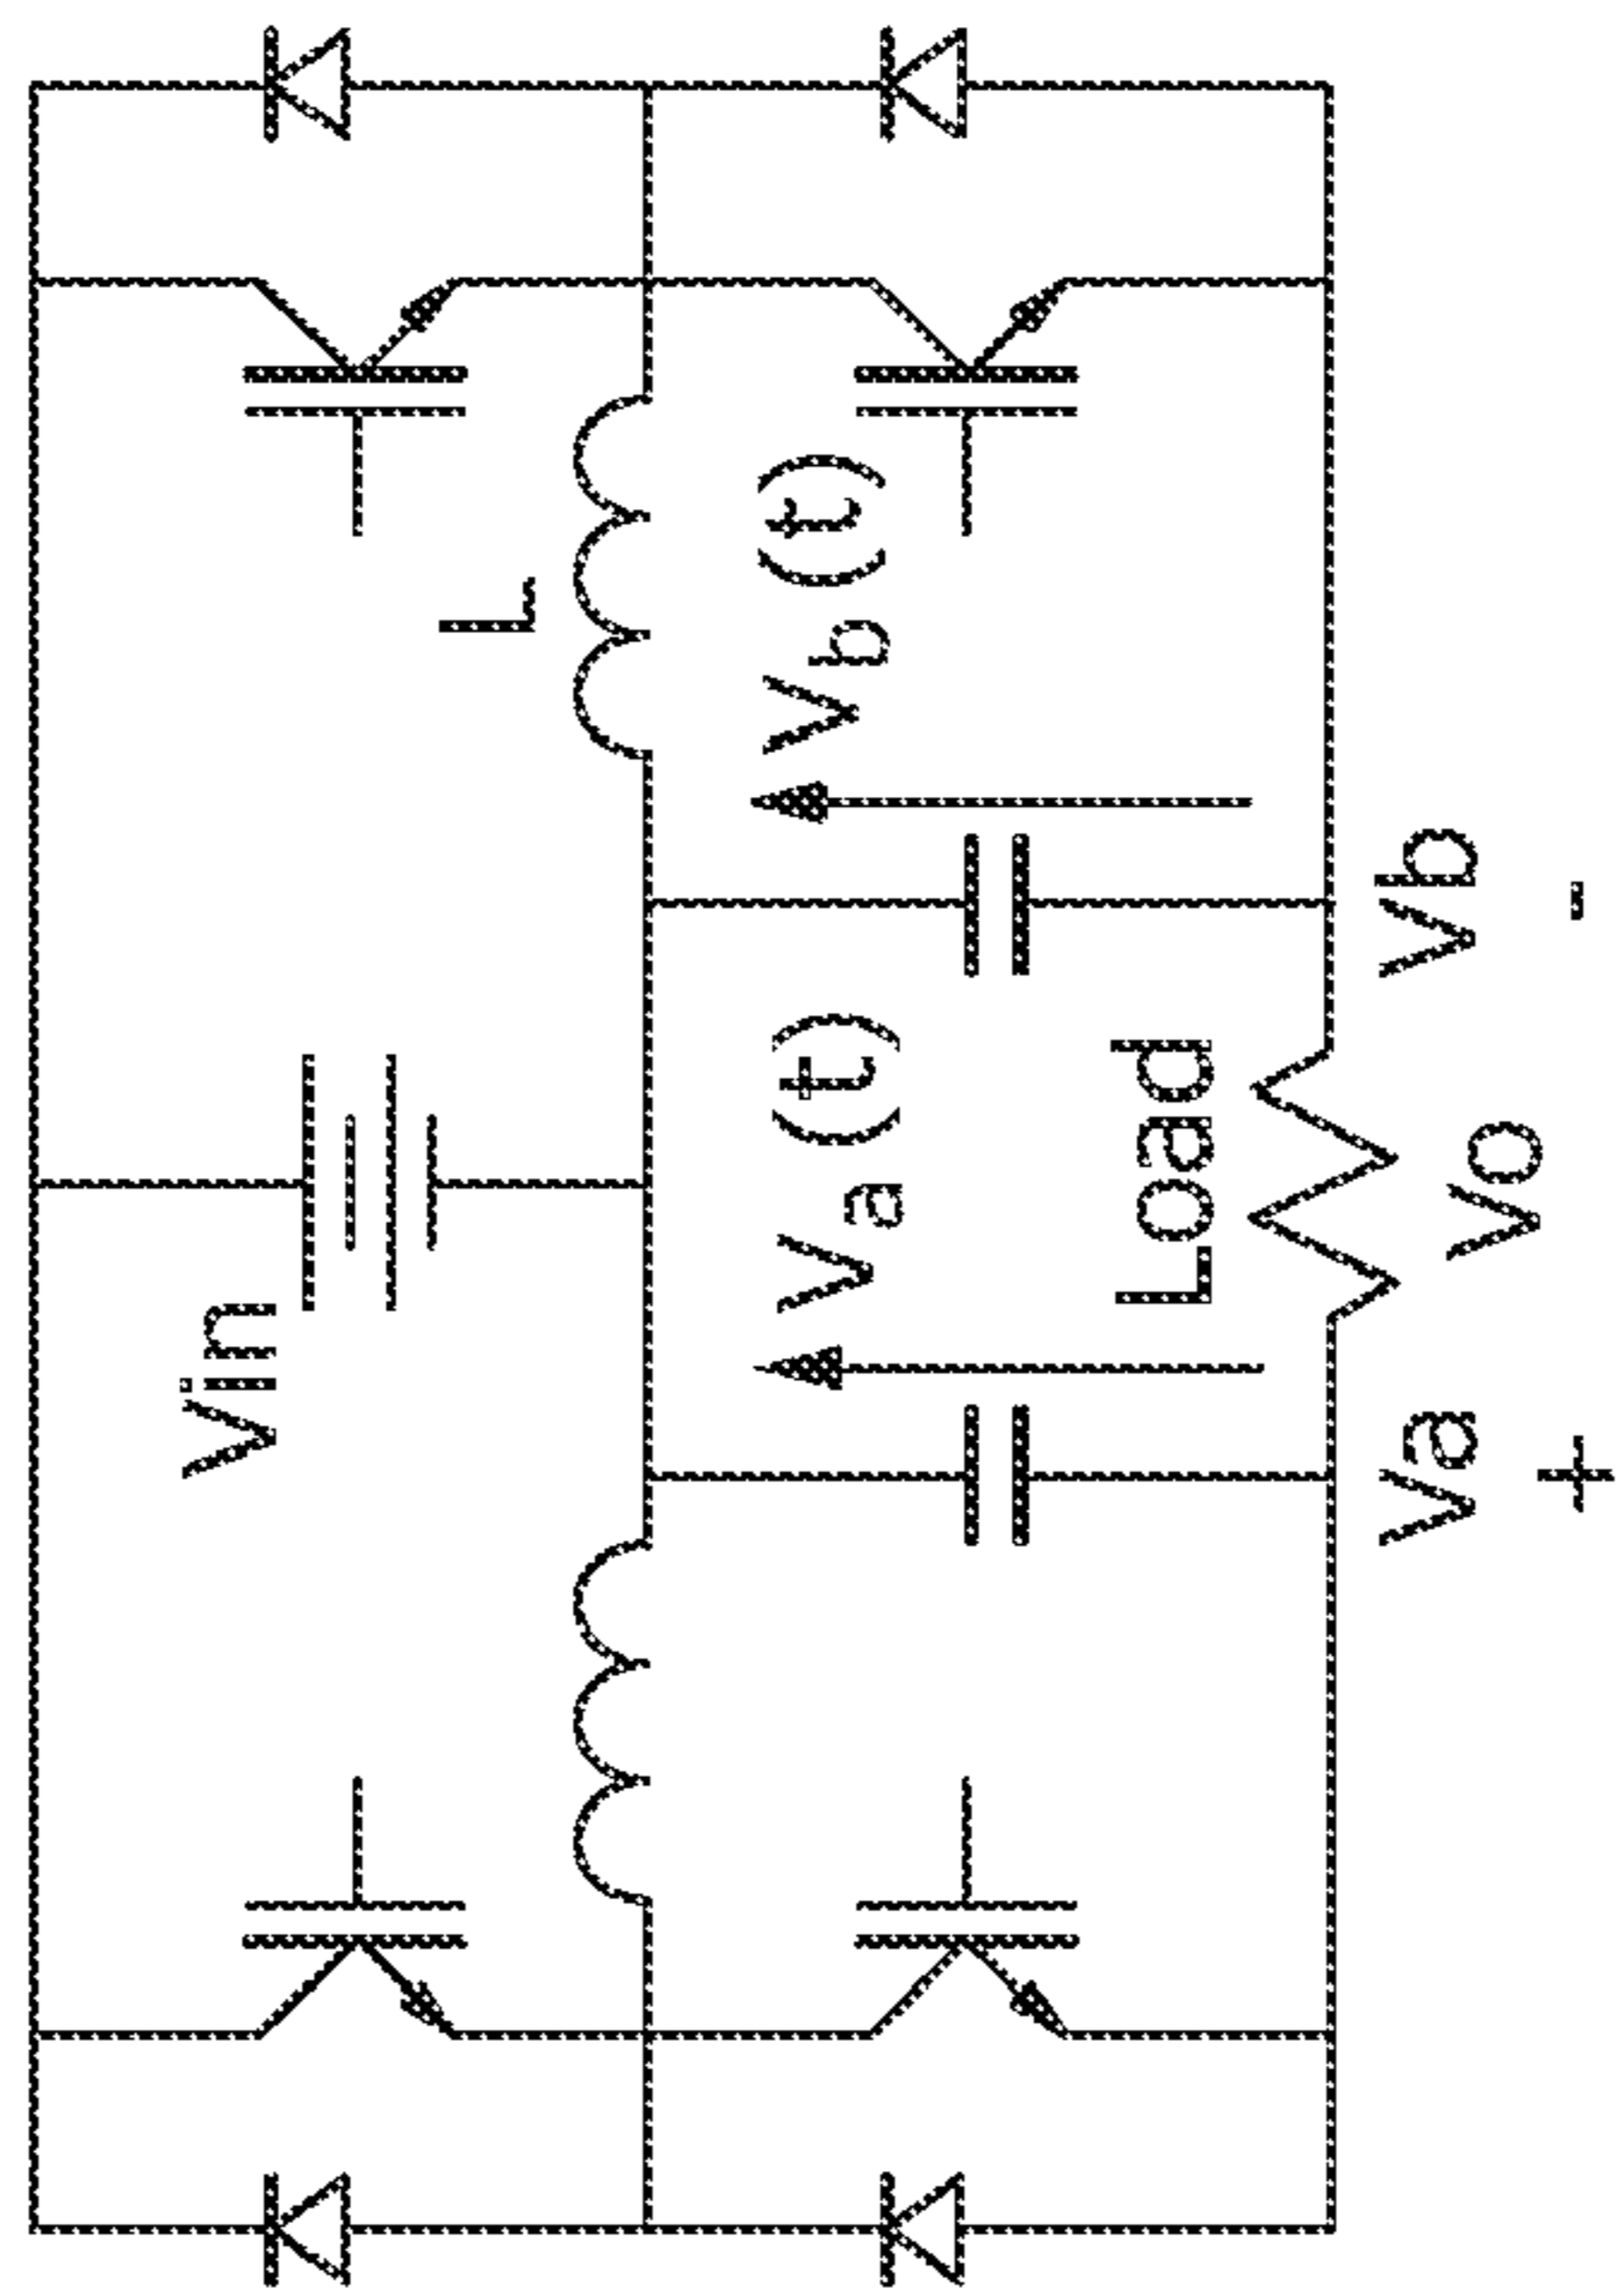 Vin
L
Va (t)
Vb (t)
Load
Va
Vo
Vb
+
-